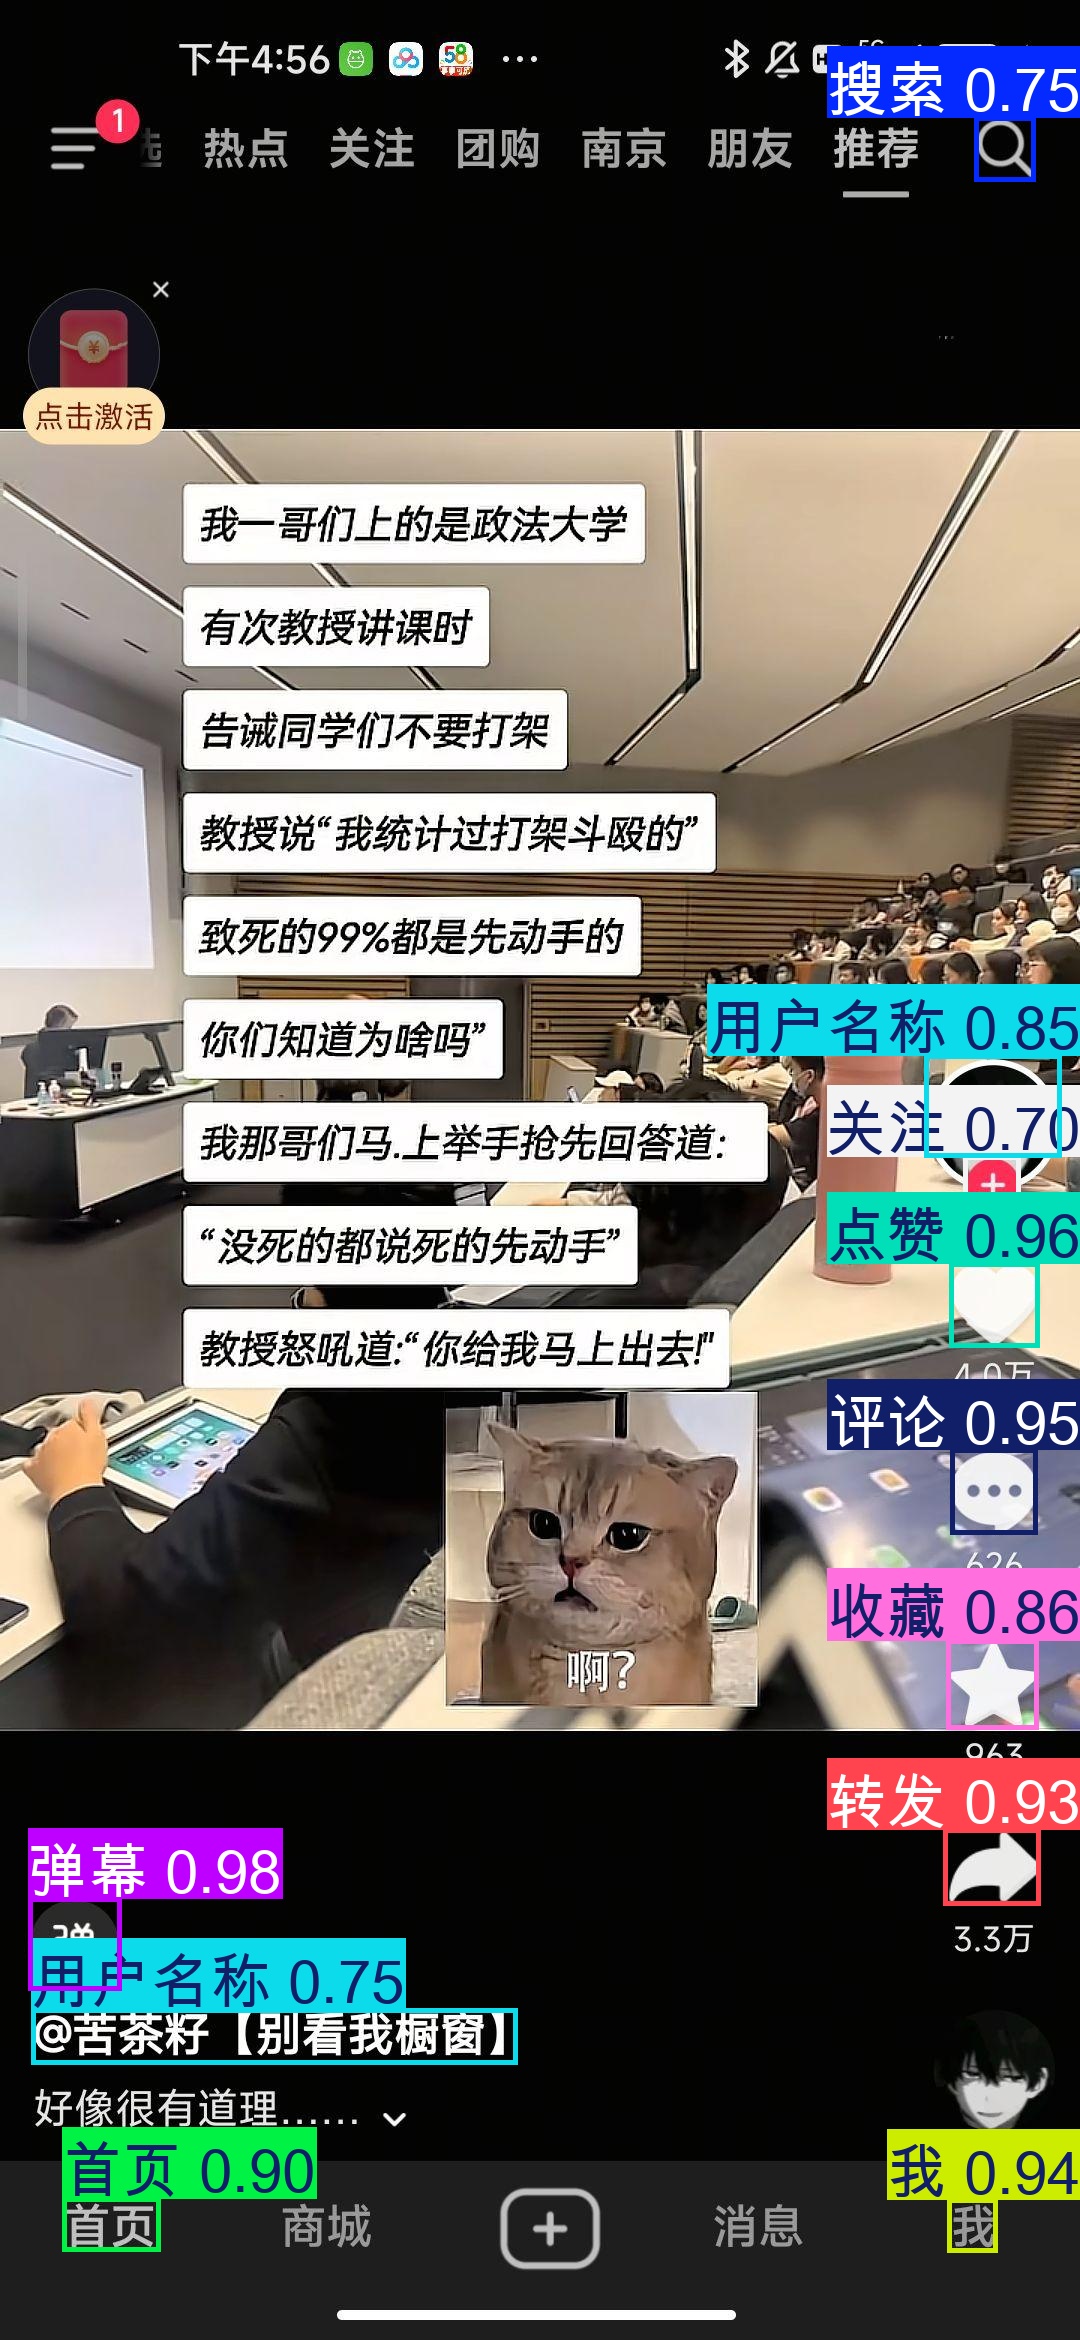 下午4:56
58
...
搜索 0.75
1
热点 关注 团购 南京 朋友 推荐
点击激活
我一哥们上的是政法大学
有次教授讲课时
告诫同学们不要打架
教授说“我统计过打架斗殴的”
致死的99%都是先动手的
你们知道为啥吗”
我那哥们马.上举手抢先回答道:
“没死的都说死的先动手”
教授怒吼道:“你给我马上出去!"
啊?
用户名称 0.85
关注 0.70
点赞 0.96
4.0万
评论 0.95
626
收藏 0.86
963
转发 0.93
3.3万
弹幕 0.98
用户名称 0.75
@苦茶籽【别看我橱窗】
好像很有道理......
首页 0.90
我 0.94
首页 商城 消息 我